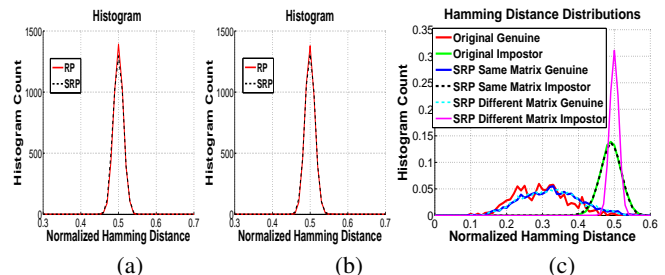 Histogram
1500
1000
500
0
0.3 0.4 0.5 0.6 0.7
Histogram Count
Normalized Hamming Distance
RP
SRP
(a)
Histogram
1500
1000
500
0
0.3 0.4 0.5 0.6 0.7
Histogram Count
Normalized Hamming Distance
RP
SRP
(b)
Hamming Distance Distributions
0.35
0.3
0.25
0.2
0.15
0.1
0.05
0
0 0.1 0.2 0.3 0.4 0.5 0.6
Histogram Count
Normalized Hamming Distance
Original Genuine
Original Impostor
SRP Same Matrix Genuine
SRP Same Matrix Impostor
SRP Different Matrix Genuine
SRP Different Matrix Impostor
(c)